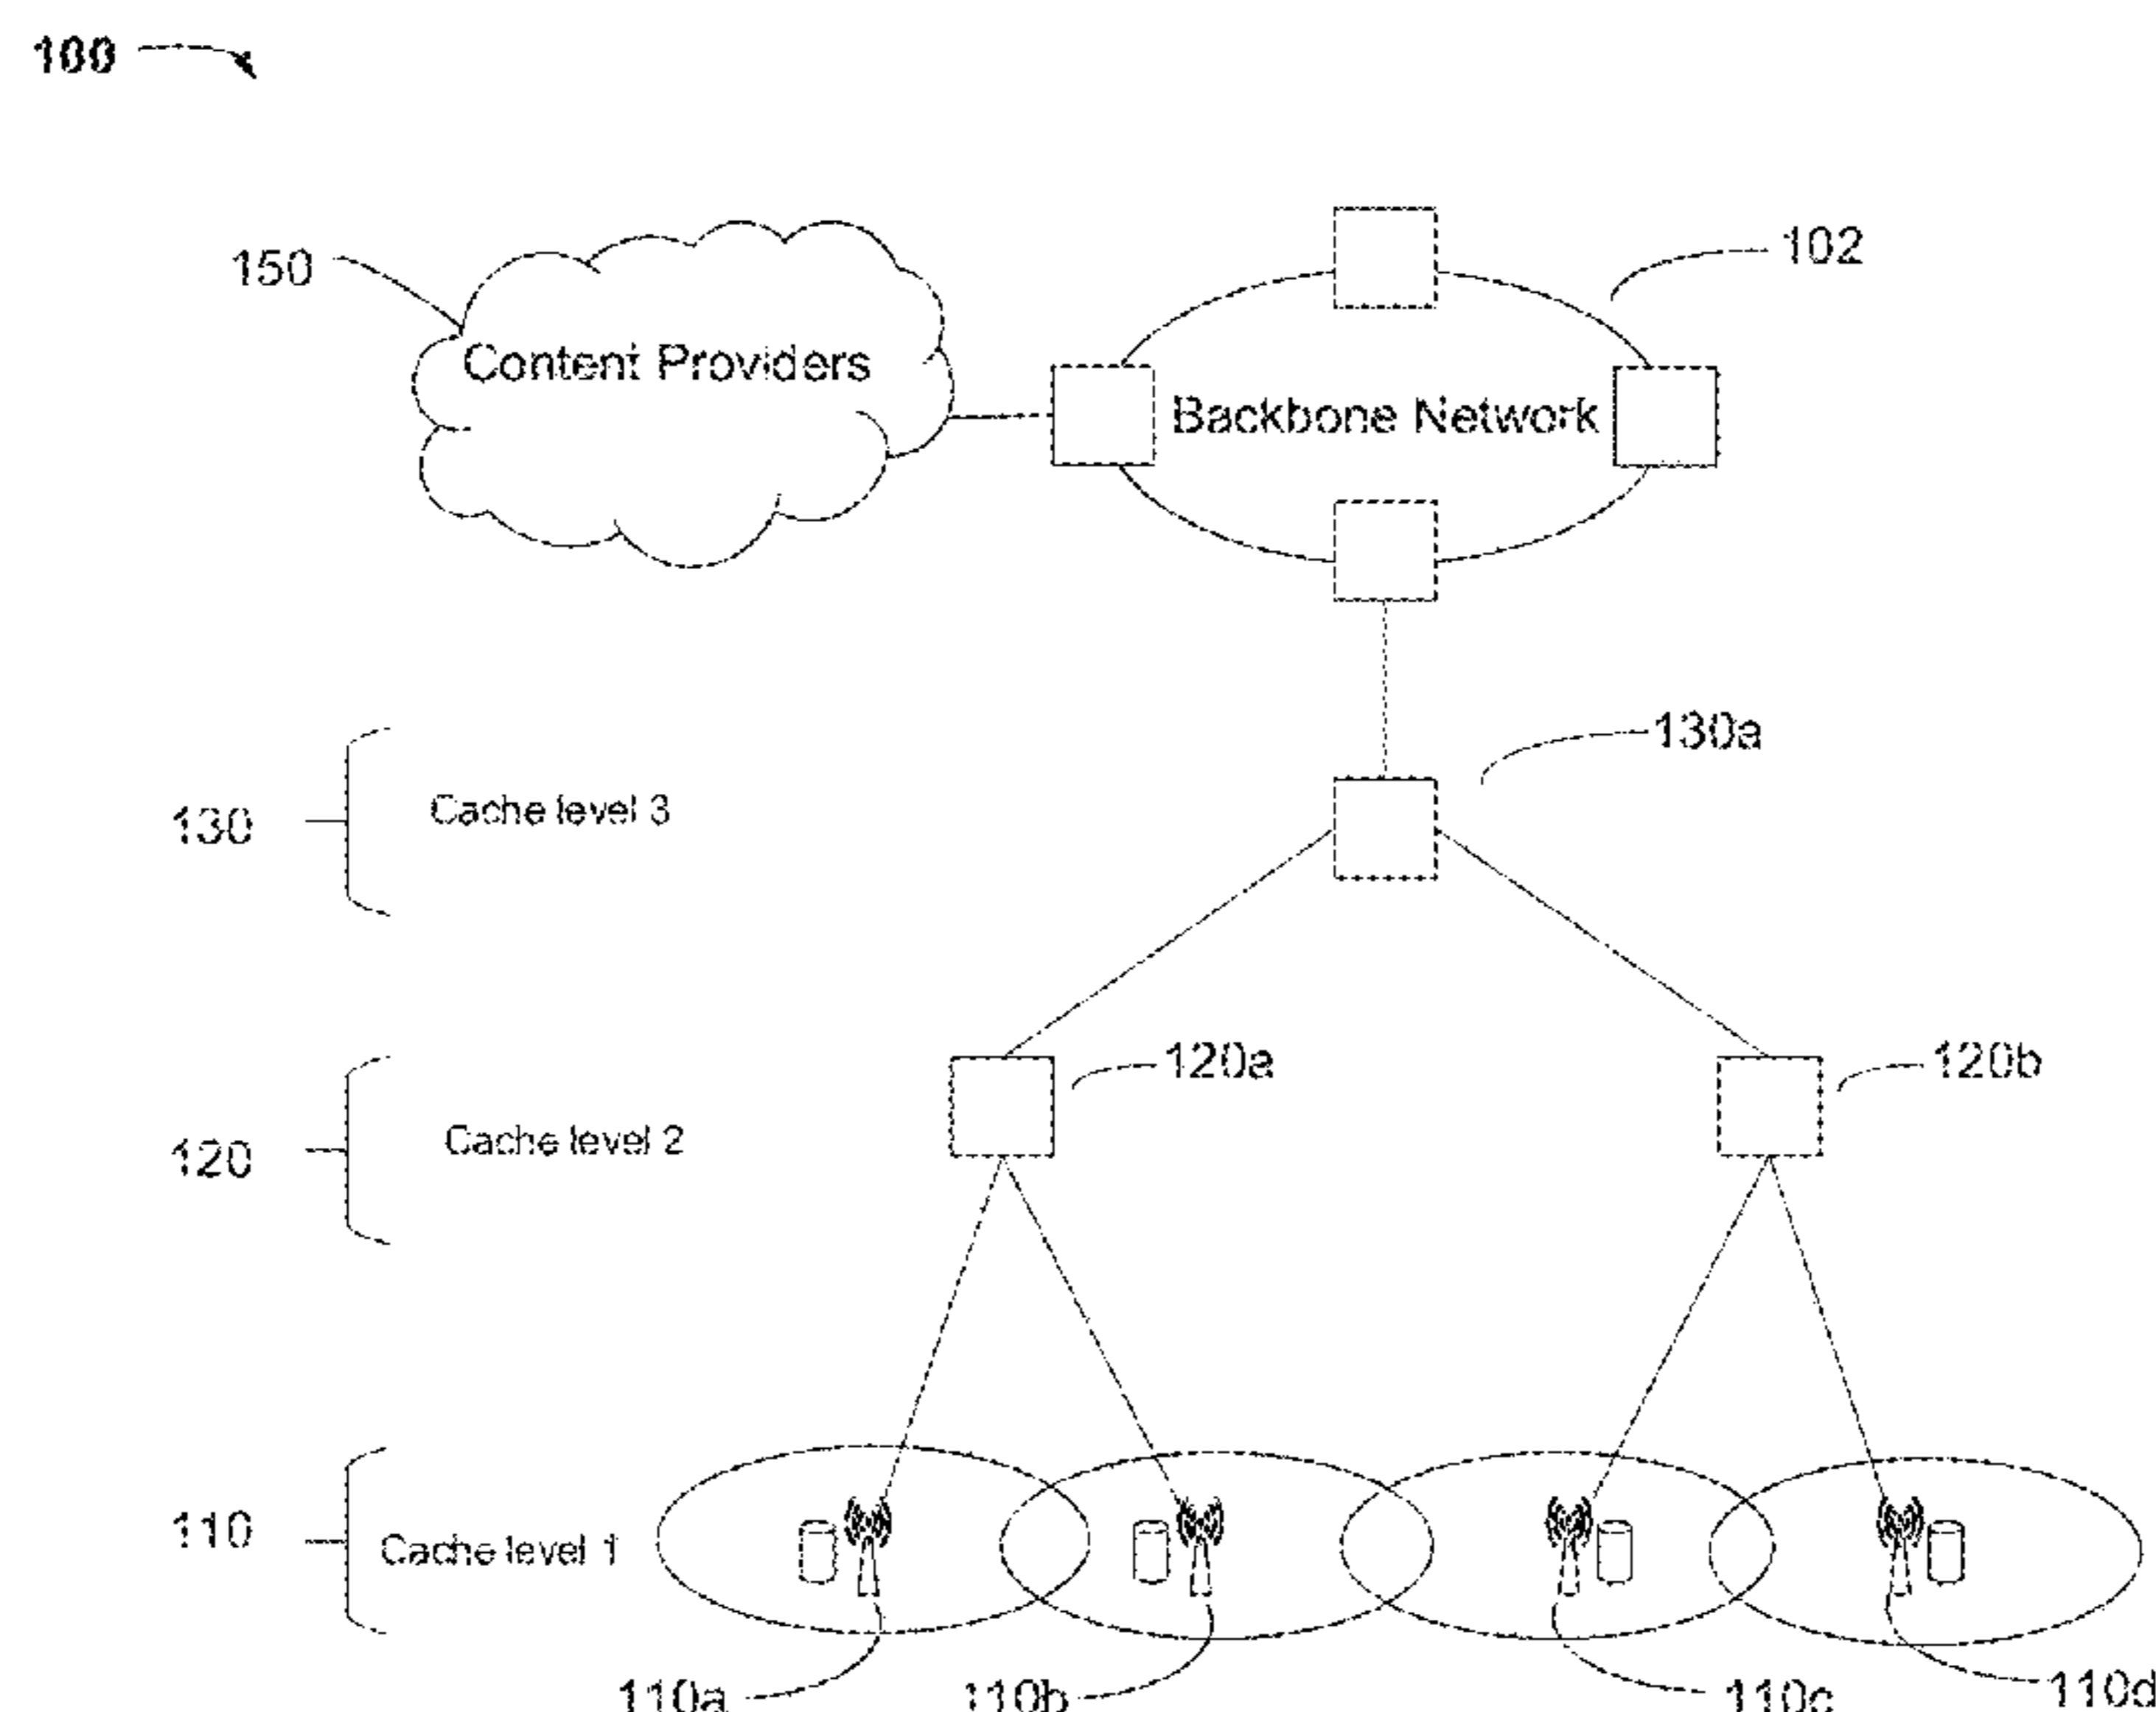 100
150
102
Content Providers
Backbone Network
130a
130
Cache level 3
120a
120b
120
Cache level 2
110
Cache level 1
110a
110b
110c
110d